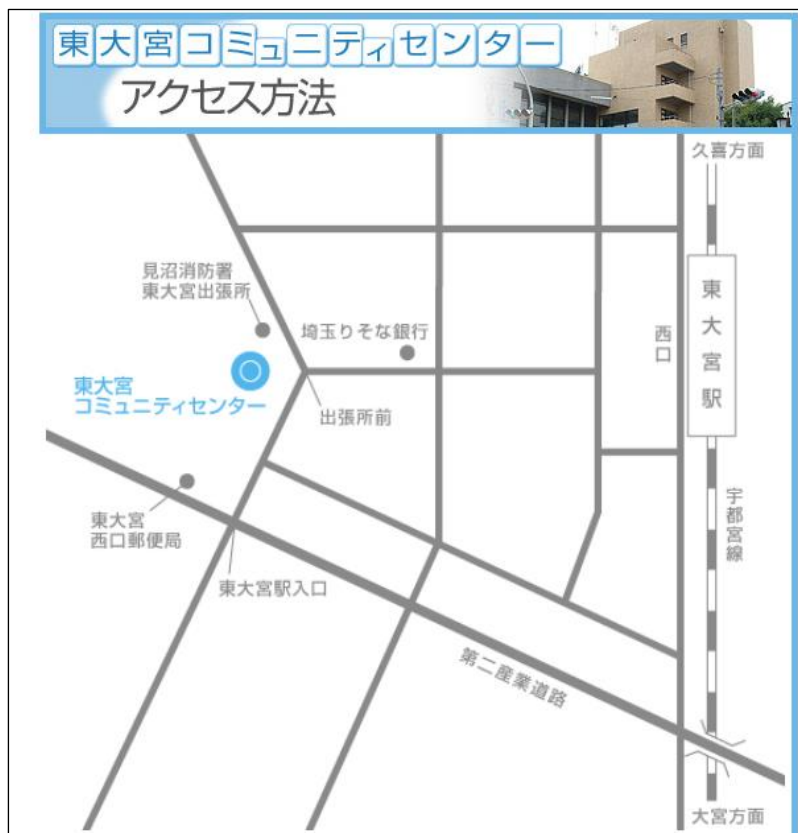 東大宮コミュニティセンター
アクセス方法
久喜方面
見沼消防署
東大宮出張所
埼玉りそな銀行
西口
東大宮駅
東大宮
コミュニティセンター
出張所前
東大宮
西口郵便局
宇都宮線
東大宮駅入口
第二産業道路
大宮方面